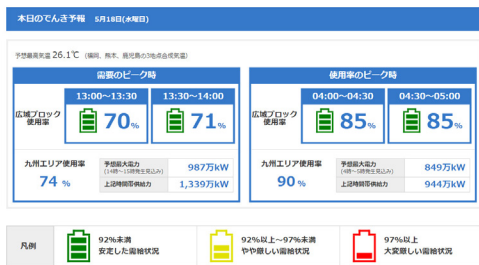 本日のでんき予報 5月18日(水曜日)
予想最高気温 26.1℃ (福岡、熊本、鹿児島の3地点合成気温)
需要のピーク時
13:00～13:30 13:30～14:00
広域ブロック
使用率
70% 71%
九州エリア使用率
74 %
予想最大電力
(14時～15時発生見込み)
987万kW
上記時間帯供給力
1,339万kW
使用率のピーク時
04:00～04:30 04:30～05:00
広域ブロック
使用率
85% 85%
九州エリア使用率
90 %
予想最大電力
(4時～5時発生見込み)
849万kW
上記時間帯供給力
944万kW
凡例
92%未満
安定した需給状況
92%以上～97%未満
やや厳しい需給状況
97%以上
大変厳しい需給状況